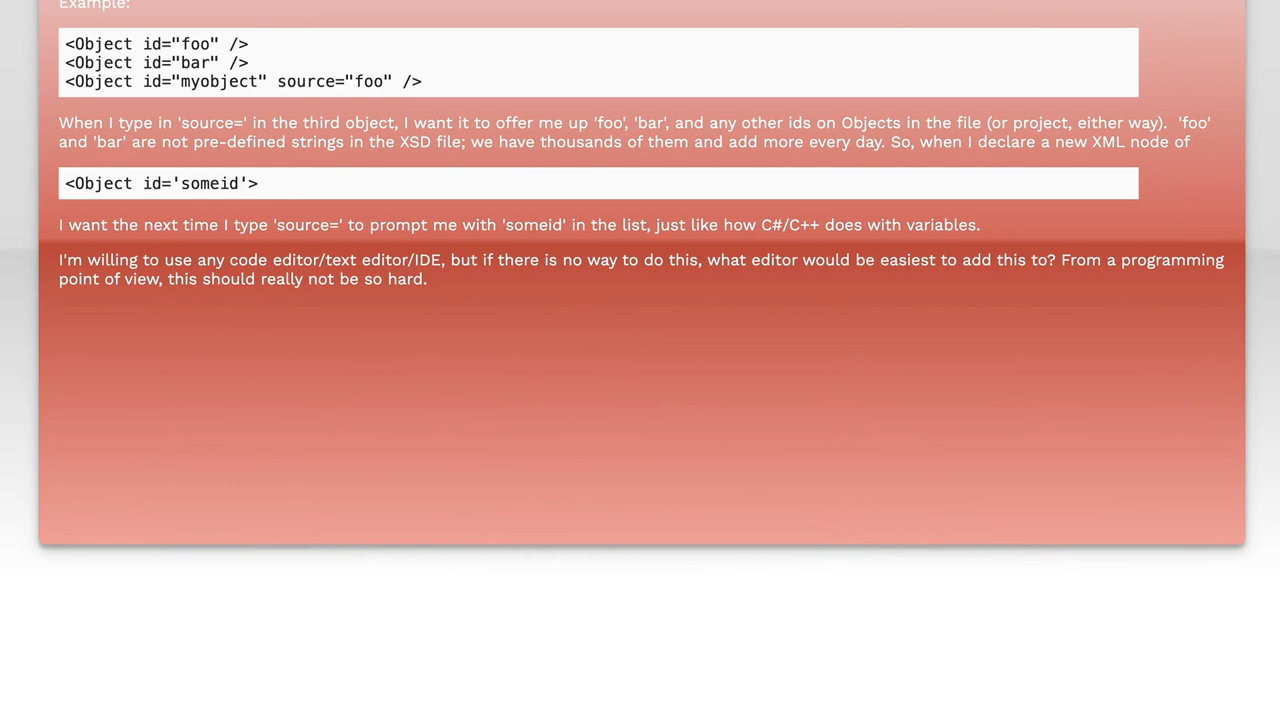 Example:
<Object id="foo" />
<Object id="bar" />
<Object id="myobject" source="foo" />
When I type in 'source=' in the third object, I want it to offer me up 'foo', 'bar', and any other ids on Objects in the file (or project, either way).  'foo'
and 'bar' are not pre-defined strings in the XSD file; we have thousands of them and add more every day. So, when I declare a new XML node of
<Object id='someid'>
I want the next time I type 'source=' to prompt me with 'someid' in the list, just like how C#/C++ does with variables.
I'm willing to use any code editor/text editor/IDE, but if there is no way to do this, what editor would be easiest to add this to? From a programming
point of view, this should really not be so hard.